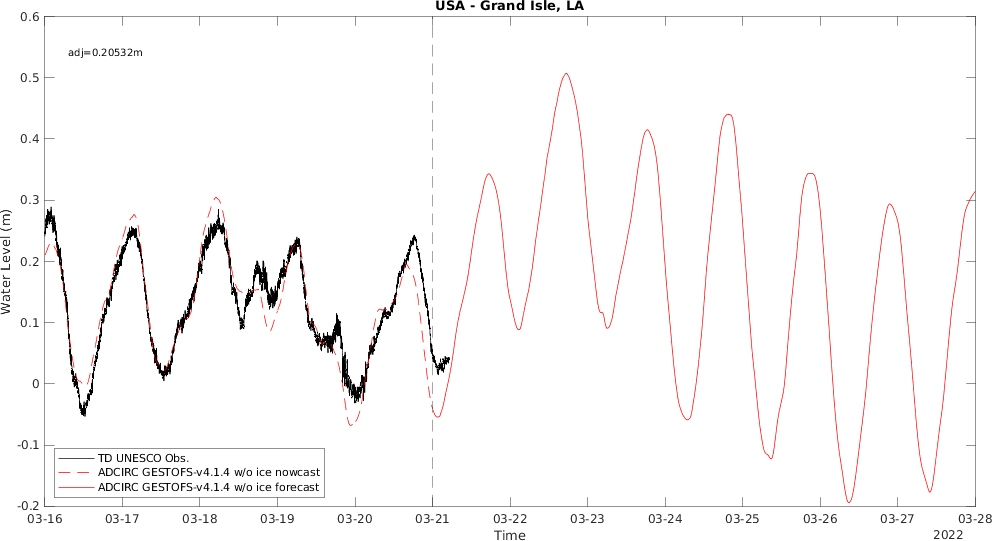 USA - Grand Isle, LA
adj=0.20532m
0.6
0.5
0.4
0.3
0.2
0.1
0
-0.1
-0.2
Water Level (m)
TD UNESCO Obs.
ADCIRC GESTOFS-v4.1.4 w/o ice nowcast
ADCIRC GESTOFS-v4.1.4 w/o ice forecast
03-16 03-17 03-18 03-19 03-20 03-21 03-22 03-23 03-24 03-25 03-26 03-27 03-28
Time
2022